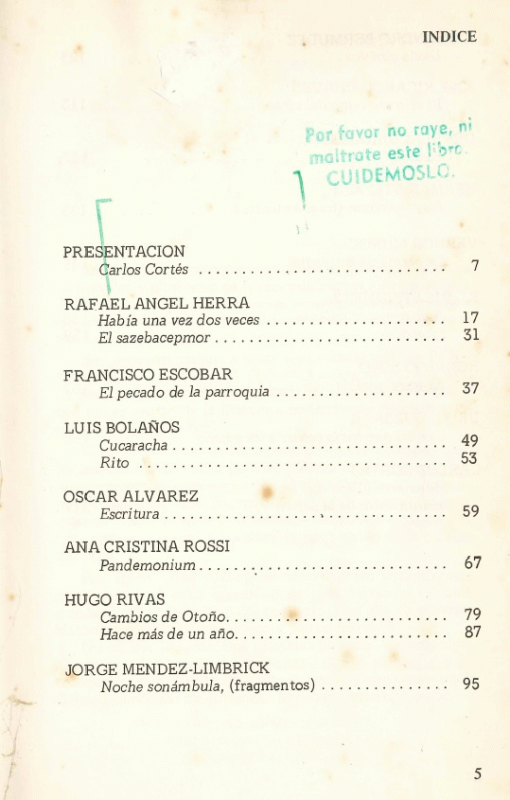 INDICE
Por favor no raye, ni
maltrate este libro.
CUIDEMOSLO.
PRESENTACION
Carlos Cortés ............................. 7
RAFAEL ANGEL HERRA
Había una vez dos veces ..................... 17
El sazebacepmor ........................... 31
FRANCISCO ESCOBAR
El pecado de la parroquia .................... 37
LUIS BOLAÑOS
Cucaracha ................................ 49
Rito .................................... 53
OSCAR ALVAREZ
Escritura ................................. 59
ANA CRISTINA ROSSI
Pandemonium ............................. 67
HUGO RIVAS
Cambios de Otoño. ......................... 79
Hace más de un año. ........................ 87
JORGE MENDEZ-LIMBRICK
Noche sonámbula, (fragmentos) ............... 95
5